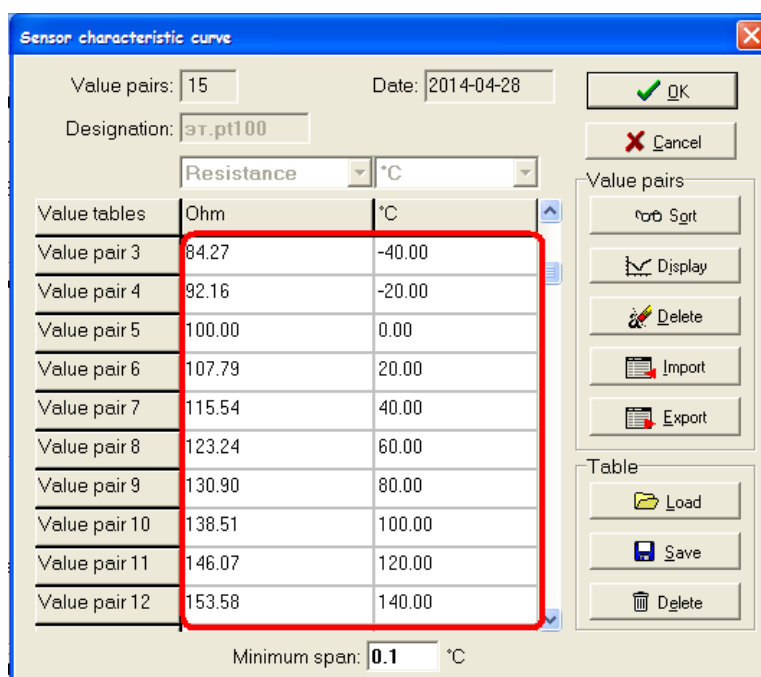 Sensor characteristic curve
Value pairs: 15 Date: 2014-04-28
Designation: эт.pt100
Resistance °C
Value tables Ohm °C
Value pair 3 84.27 -40.00
Value pair 4 92.16 -20.00
Value pair 5 100.00 0.00
Value pair 6 107.79 20.00
Value pair 7 115.54 40.00
Value pair 8 123.24 60.00
Value pair 9 130.90 80.00
Value pair 10 138.51 100.00
Value pair 11 146.07 120.00
Value pair 12 153.58 140.00
Minimum span: 0.1 °C
OK
Cancel
Value pairs
Sort
Display
Delete
Import
Export
Table
Load
Save
Delete